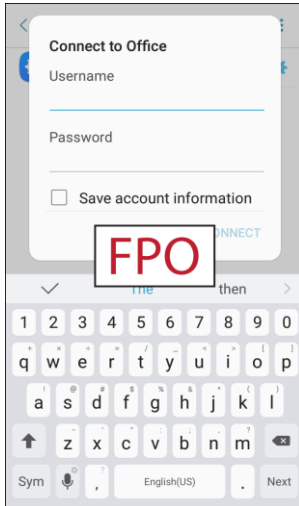 Connect to Office
Username
Password
Save account information
NNECT
FPO
The then
1 2 3 4 5 6 7 8 9 0
q w e r t y u i o p
a s d f g h j k l
z x c v b n m
Sym , English(US) . Next